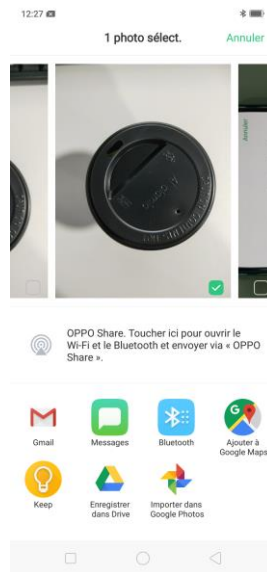 12:27
1 photo sélect.
Annuler
Annuler
OPPO Share. Toucher ici pour ouvrir le
Wi-Fi et le Bluetooth et envoyer via « OPPO
Share ».
Gmail
Messages
Bluetooth
Ajouter à
Google Maps
Keep
Enregistrer
dans Drive
Importer dans
Google Photos